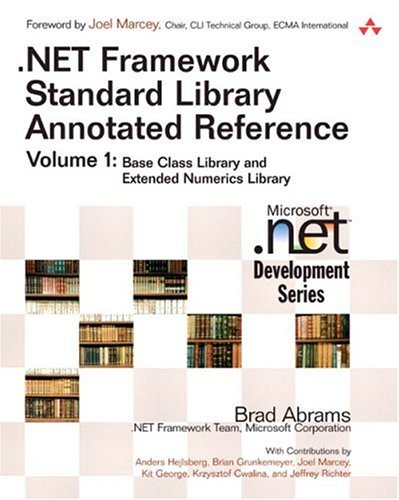 Foreword by Joel Marcey, Chair, CLI Technical Group, ECMA International
.NET Framework
Standard Library
Annotated Reference
Volume 1: Base Class Library and
Extended Numerics Library
Microsoft®
.net™
Development
Series
Brad Abrams
.NET Framework Team, Microsoft Corporation
With Contributions by
Anders Hejlsberg, Brian Grunkemeyer, Joel Marcey,
Kit George, Krzysztof Cwalina, and Jeffrey Richter